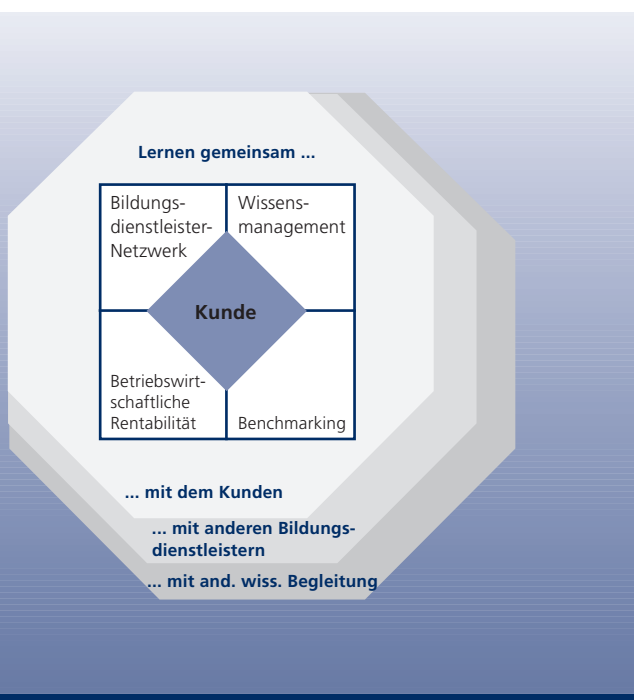 Lernen gemeinsam ...
Bildungs-
dienstleister-
Netzwerk
Wissens-
management
Kunde
Betriebswirt-
schaftliche
Rentabilität
Benchmarking
... mit dem Kunden
... mit anderen Bildungs-
dienstleistern
... mit and. wiss. Begleitung